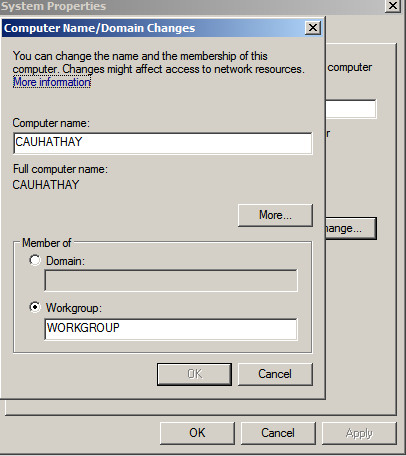 System Properties
Computer Name/Domain Changes
You can change the name and the membership of this
computer. Changes might affect access to network resources.
More information
computer
Computer name:
CAUHATHAY
Full computer name:
CAUHATHAY
More...
hange...
Member of
Domain:
Workgroup:
WORKGROUP
OK
Cancel
OK
Cancel
Apply